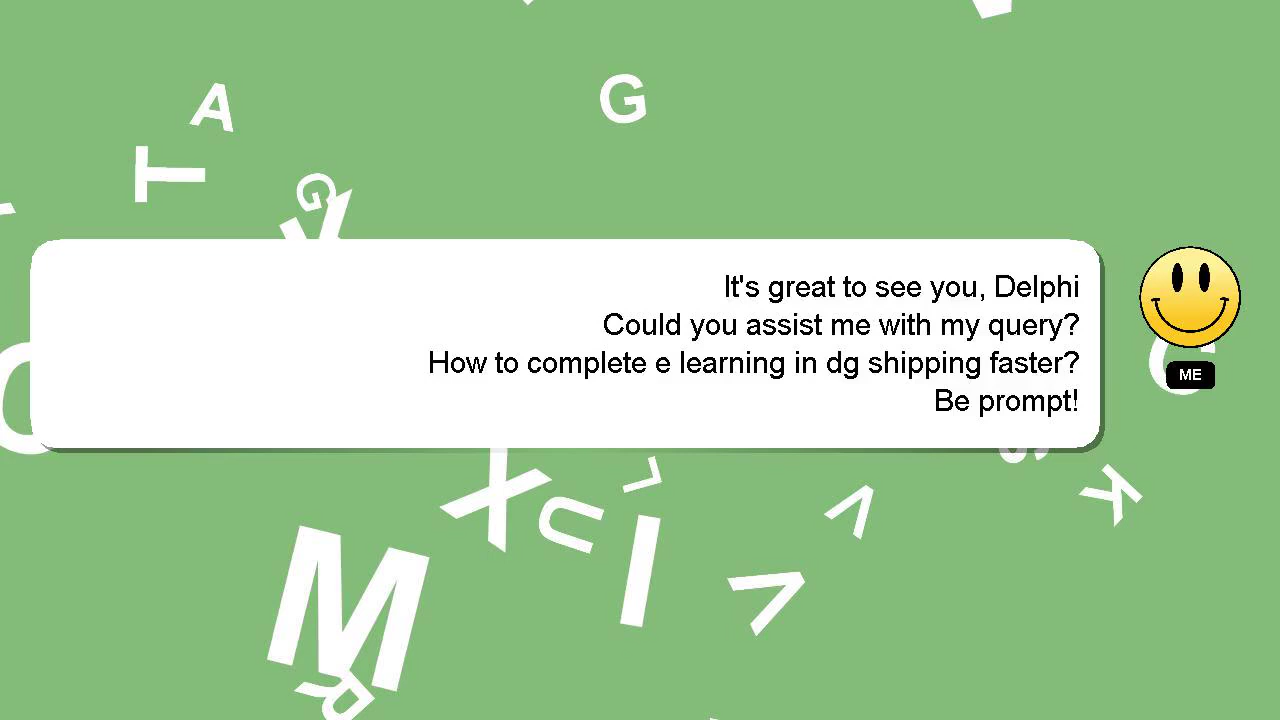 It's great to see you, Delphi
Could you assist me with my query?
How to complete e learning in dg shipping faster?
Be prompt!
ME
A
G
T
G
X
L
U
I
V
K
V
M
R